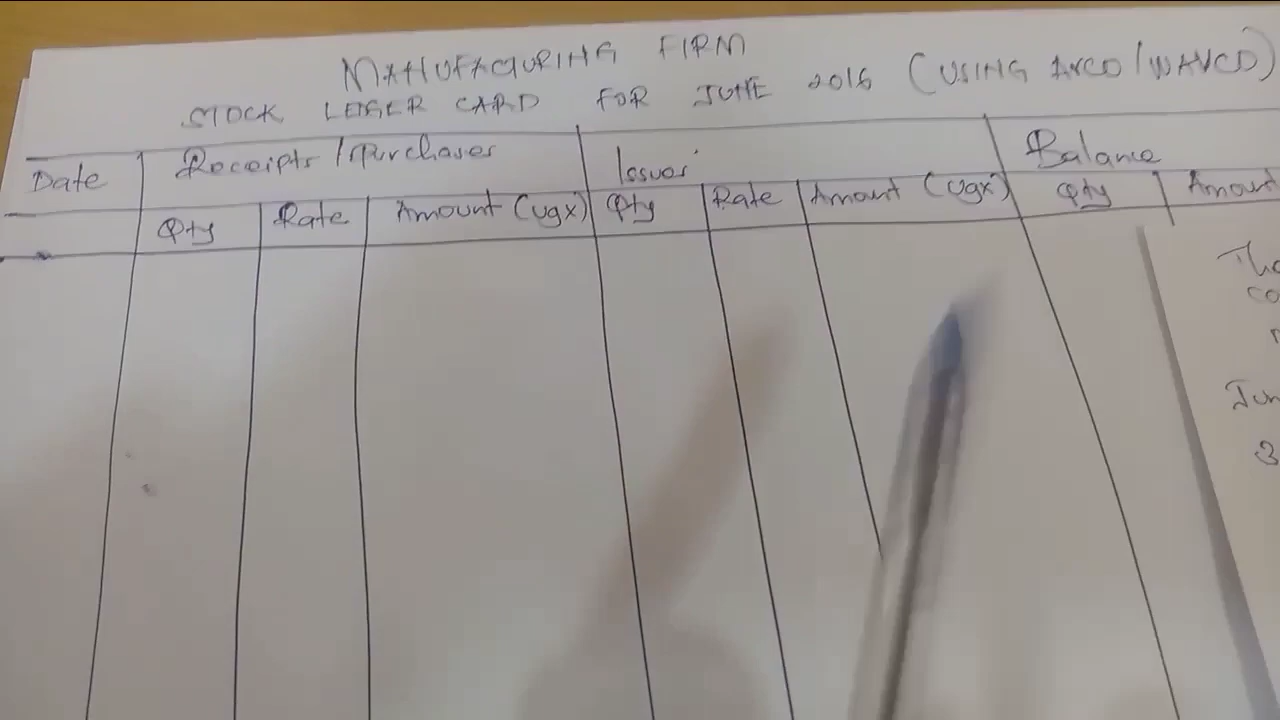 MANUFACTURING FIRM
STOCK LEDGER CARD FOR JUNE 2016 (USING AVCO/WAVCO)
Date Receipts/Purchases Issues Balance
Qty Rate Amount (ugx) Qty Rate Amount (ugx) Qty Amount
3